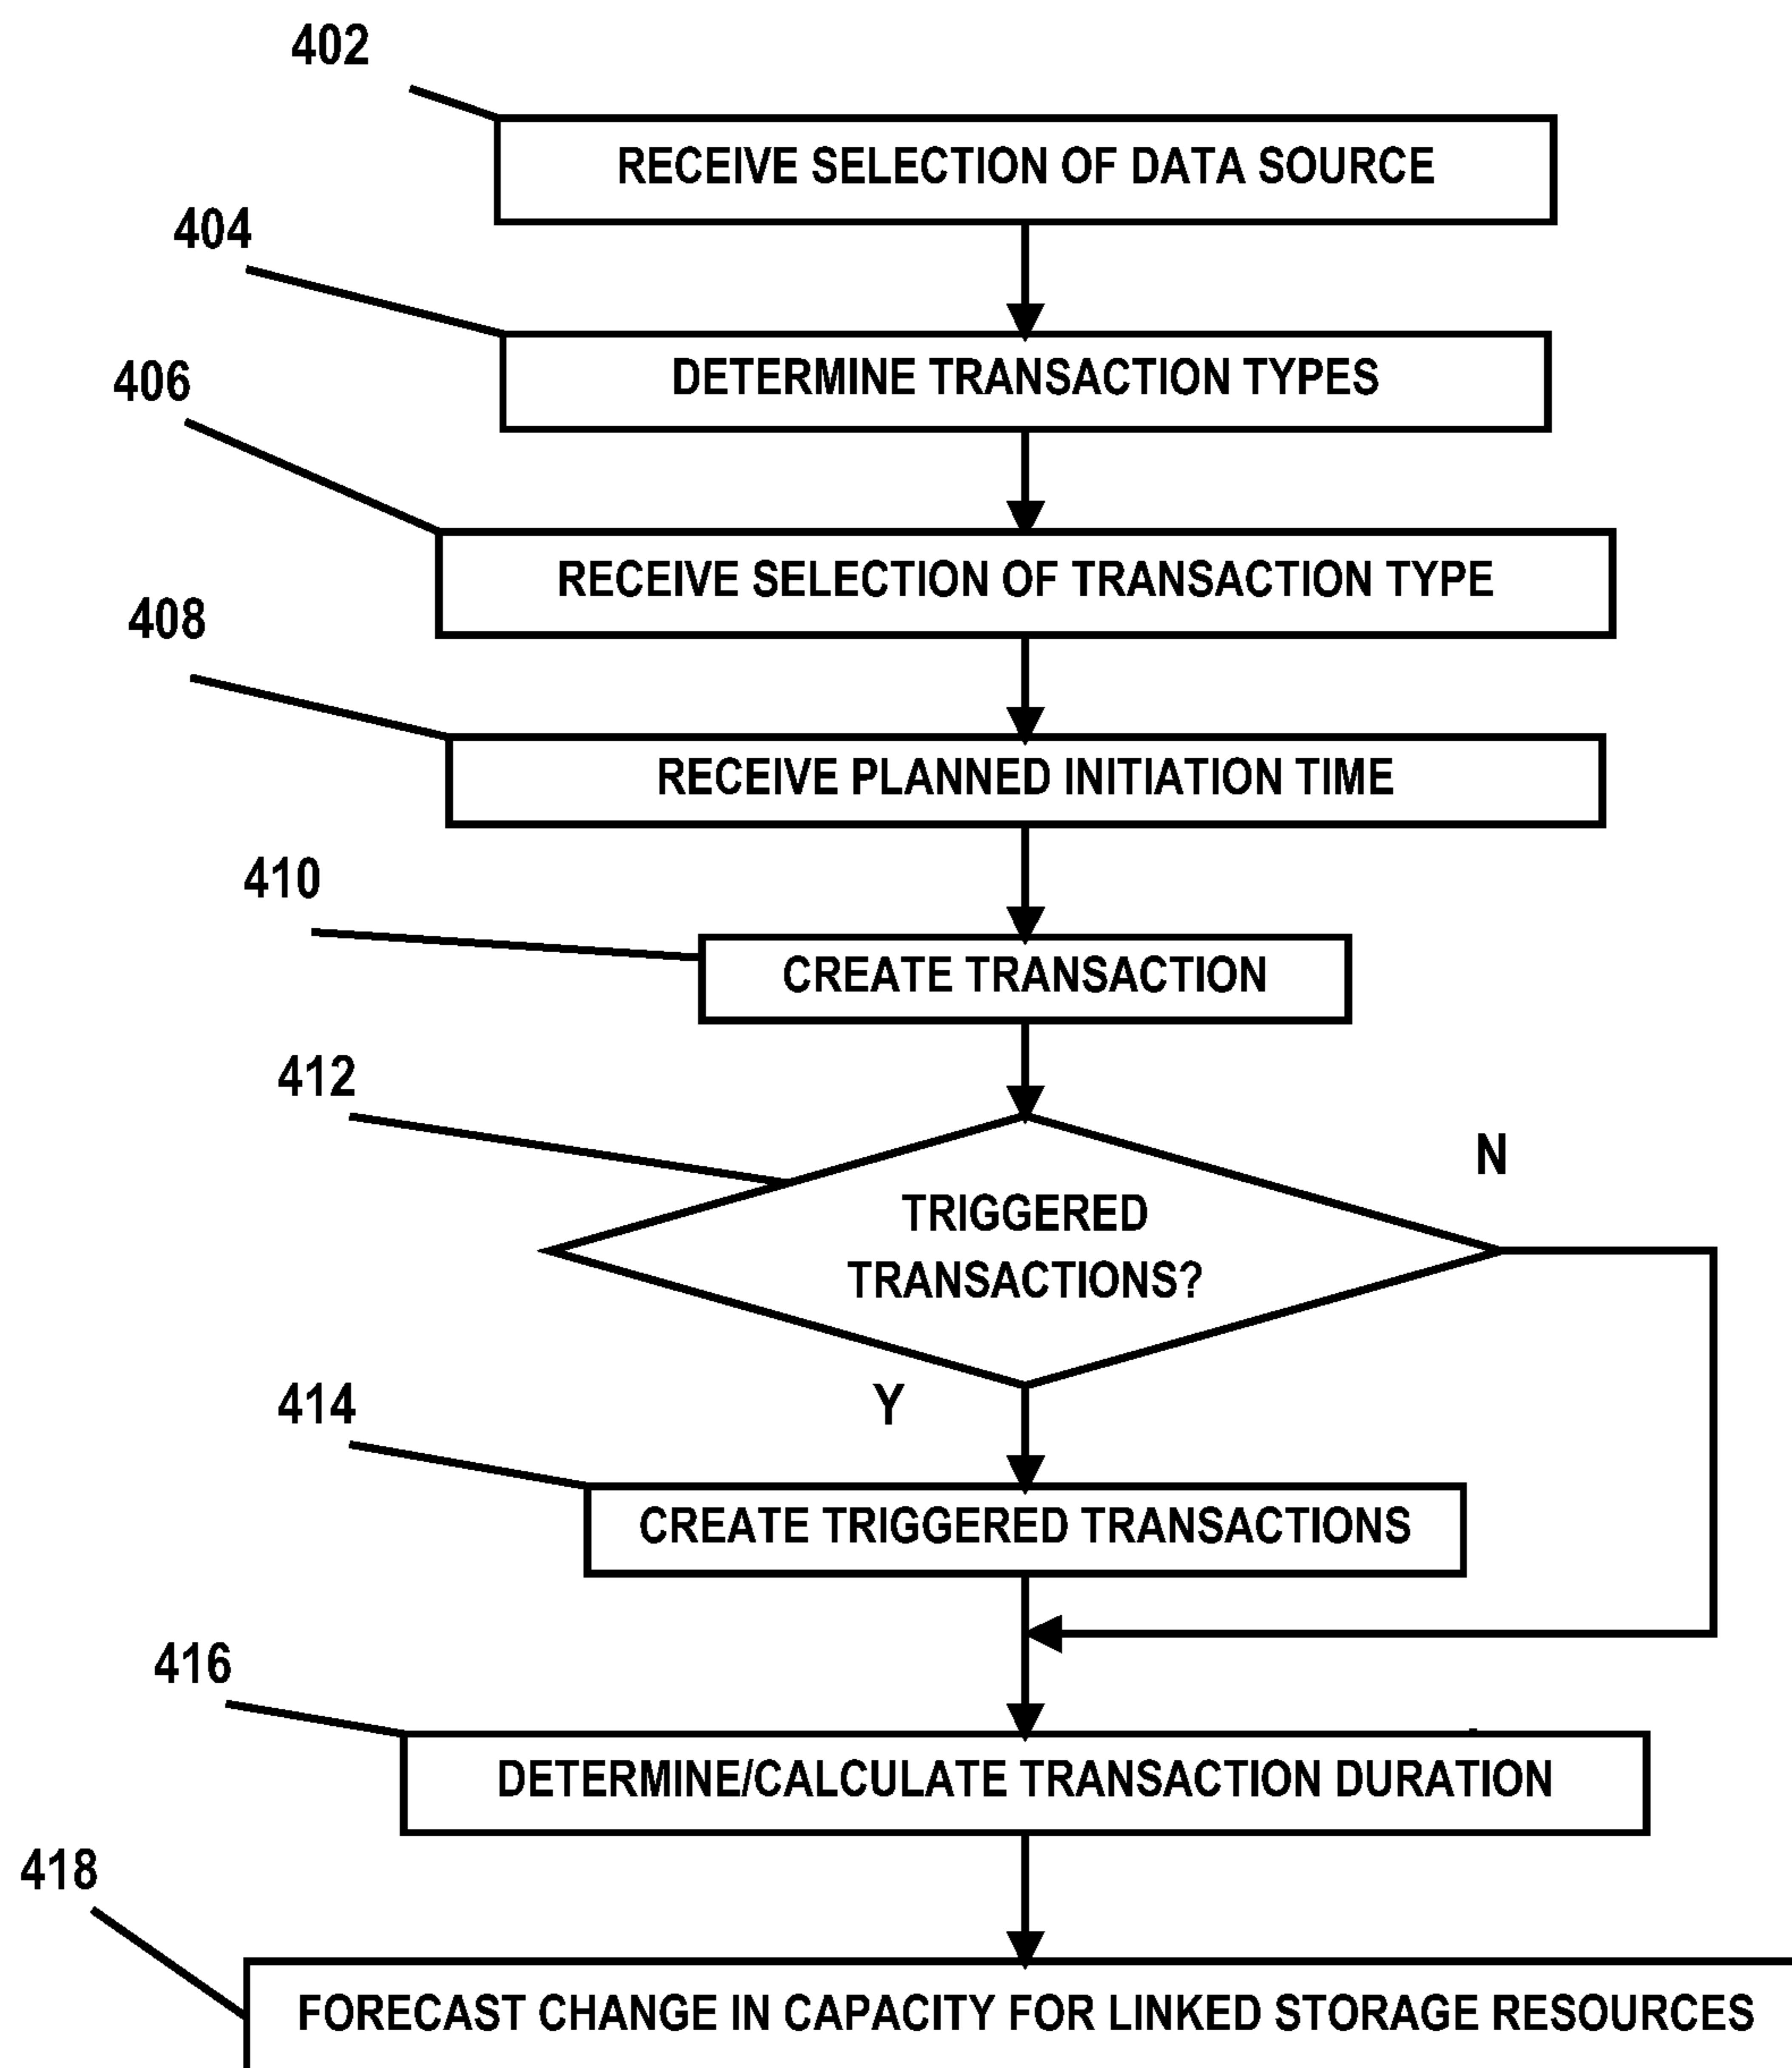 402
RECEIVE SELECTION OF DATA SOURCE
404
DETERMINE TRANSACTION TYPES
406
RECEIVE SELECTION OF TRANSACTION TYPE
408
RECEIVE PLANNED INITIATION TIME
410
CREATE TRANSACTION
412
N
TRIGGERED
TRANSACTIONS?
414
Y
CREATE TRIGGERED TRANSACTIONS
416
DETERMINE/CALCULATE TRANSACTION DURATION
418
FORECAST CHANGE IN CAPACITY FOR LINKED STORAGE RESOURCES